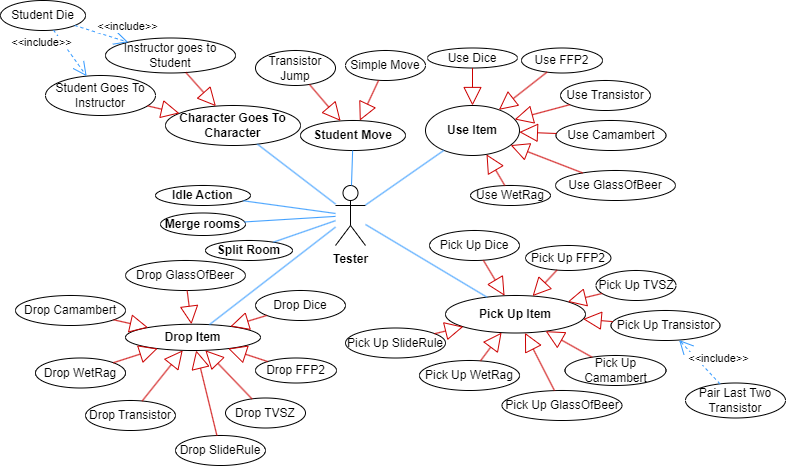 Student Die
<<include>>
<<include>>
Instructor goes to
Student
Student Goes To
Instructor
Character Goes To
Character
Transistor
Jump
Simple Move
Student Move
Use Dice
Use FFP2
Use Transistor
Use Item
Use Camambert
Use GlassOfBeer
Use WetRag
Idle Action
Merge rooms
Split Room
Tester
Drop GlassOfBeer
Drop Camambert
Drop Dice
Drop Item
Drop WetRag
Drop FFP2
Drop Transistor
Drop TVSZ
Drop SlideRule
Pick Up Dice
Pick Up FFP2
Pick Up TVSZ
Pick Up Item
Pick Up Transistor
Pick Up SlideRule
<<include>>
Pick Up WetRag
Pick Up
Camambert
Pick Up GlassOfBeer
Pair Last Two
Transistor